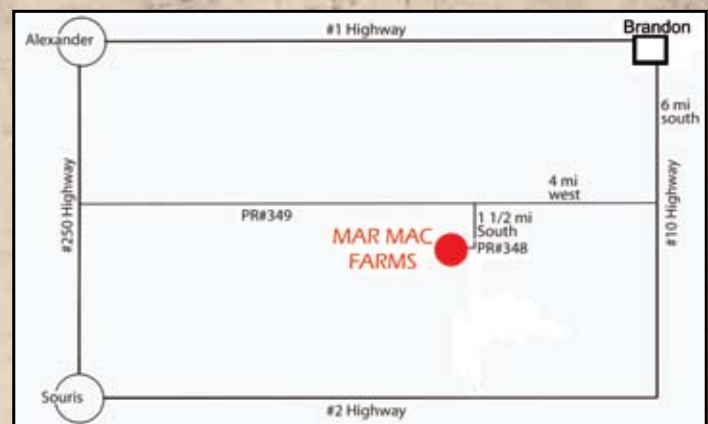 Alexander
#1 Highway
Brandon
6 mi
south
#250 Highway
4 mi
west
#10 Highway
PR#349
1 1/2 mi
South
PR#348
MAR MAC
FARMS
Souris
#2 Highway